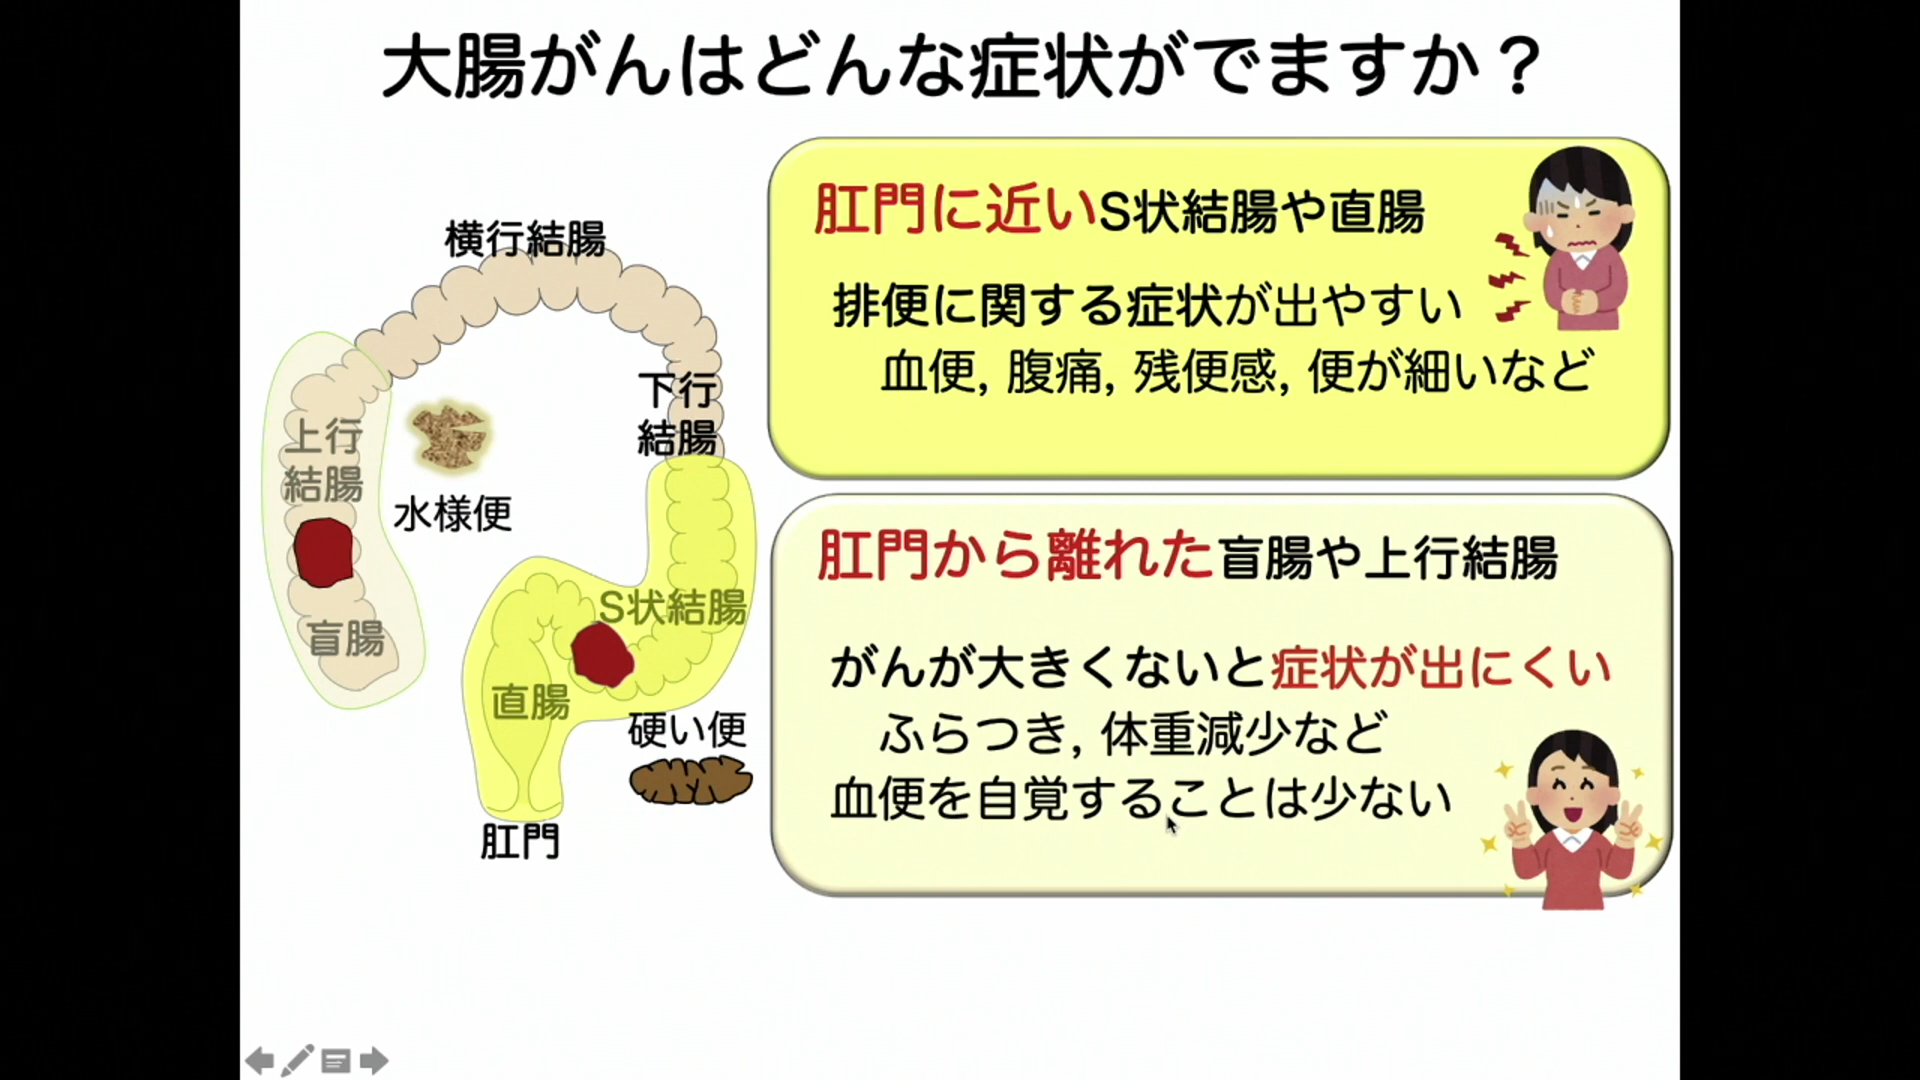 大腸がんはどんな症状がでますか？
横行結腸
下行
結腸
上行
結腸
水様便
盲腸
S状結腸
直腸
硬い便
肛門
肛門に近いS状結腸や直腸
排便に関する症状が出やすい
血便, 腹痛, 残便感, 便が細いなど
肛門から離れた盲腸や上行結腸
がんが大きくないと症状が出にくい
ふらつき, 体重減少など
血便を自覚することは少ない